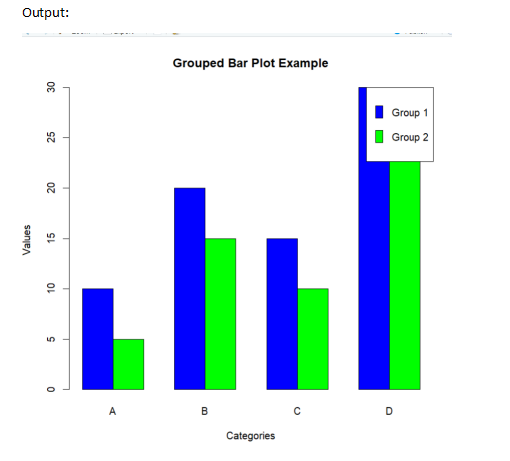 Output:
Grouped Bar Plot Example
30
25
20
15
10
5
0
Values
Group 1
Group 2
A B C D
Categories